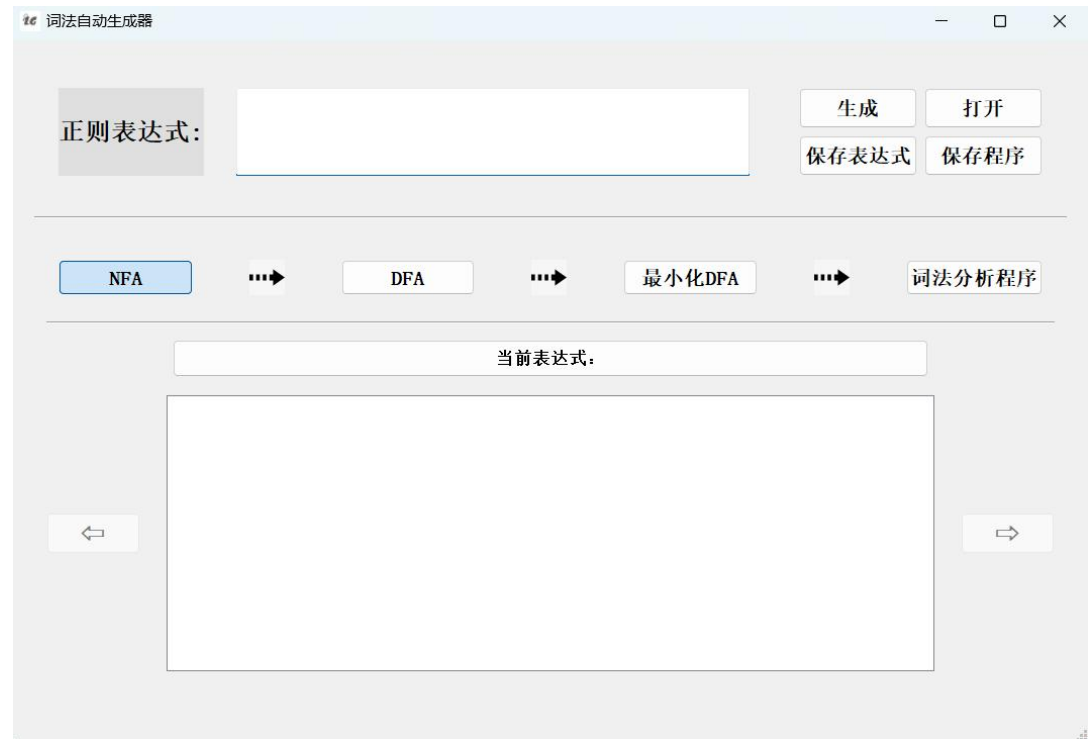 词法自动生成器
正则表达式:
生成 打开
保存表达式 保存程序
NFA DFA 最小化DFA 词法分析程序
当前表达式：